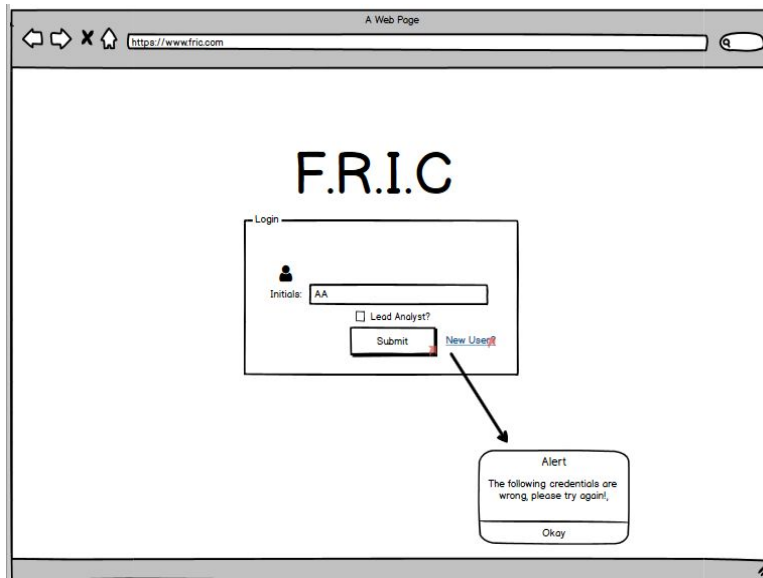 A Web Page
https://www.fric.com
F.R.I.C
Login
Initials:
AA
Lead Analyst?
Submit
New User?
Alert
The following credentials are
wrong, please try again!,
Okay